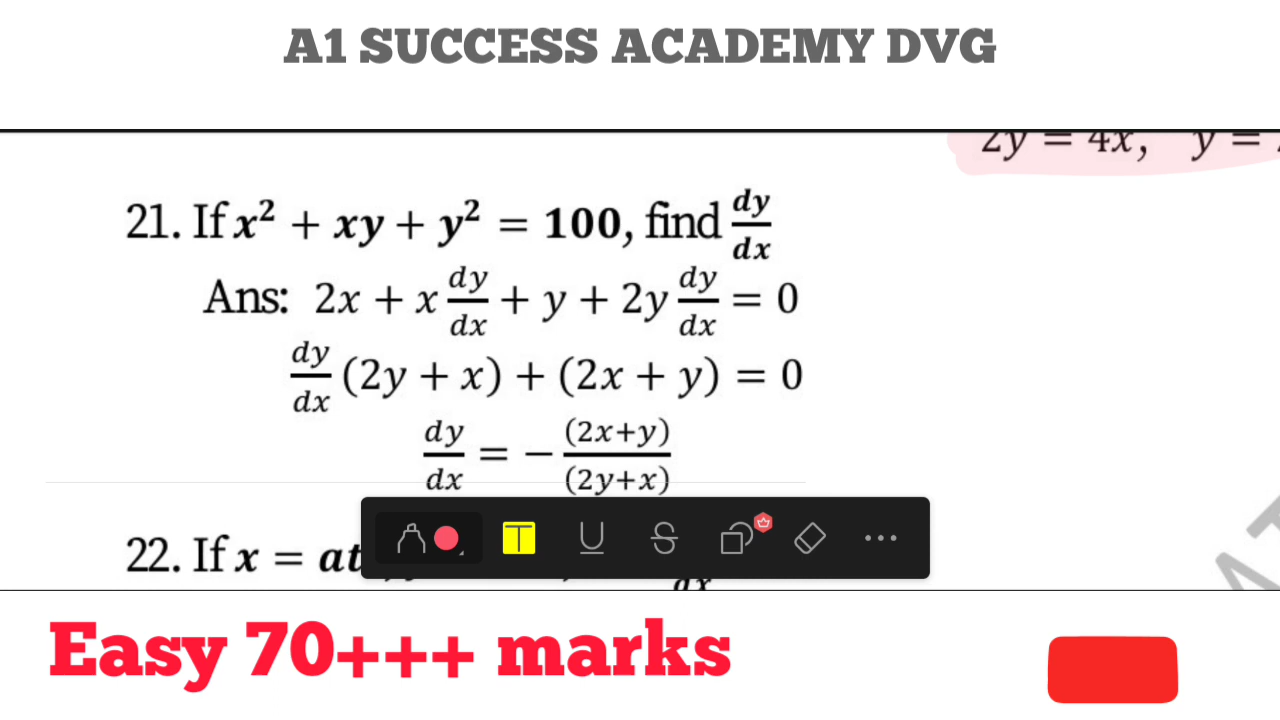 A1 SUCCESS ACADEMY DVG
2y = 4x, y =
21. If x² + xy + y² = 100, find dy/dx
Ans: 2x + x dy/dx + y + 2y dy/dx = 0
dy/dx (2y + x) + (2x + y) = 0
dy/dx = − (2x+y)/(2y+x)
22. If x = at
dx
T U S
Easy 70+++ marks